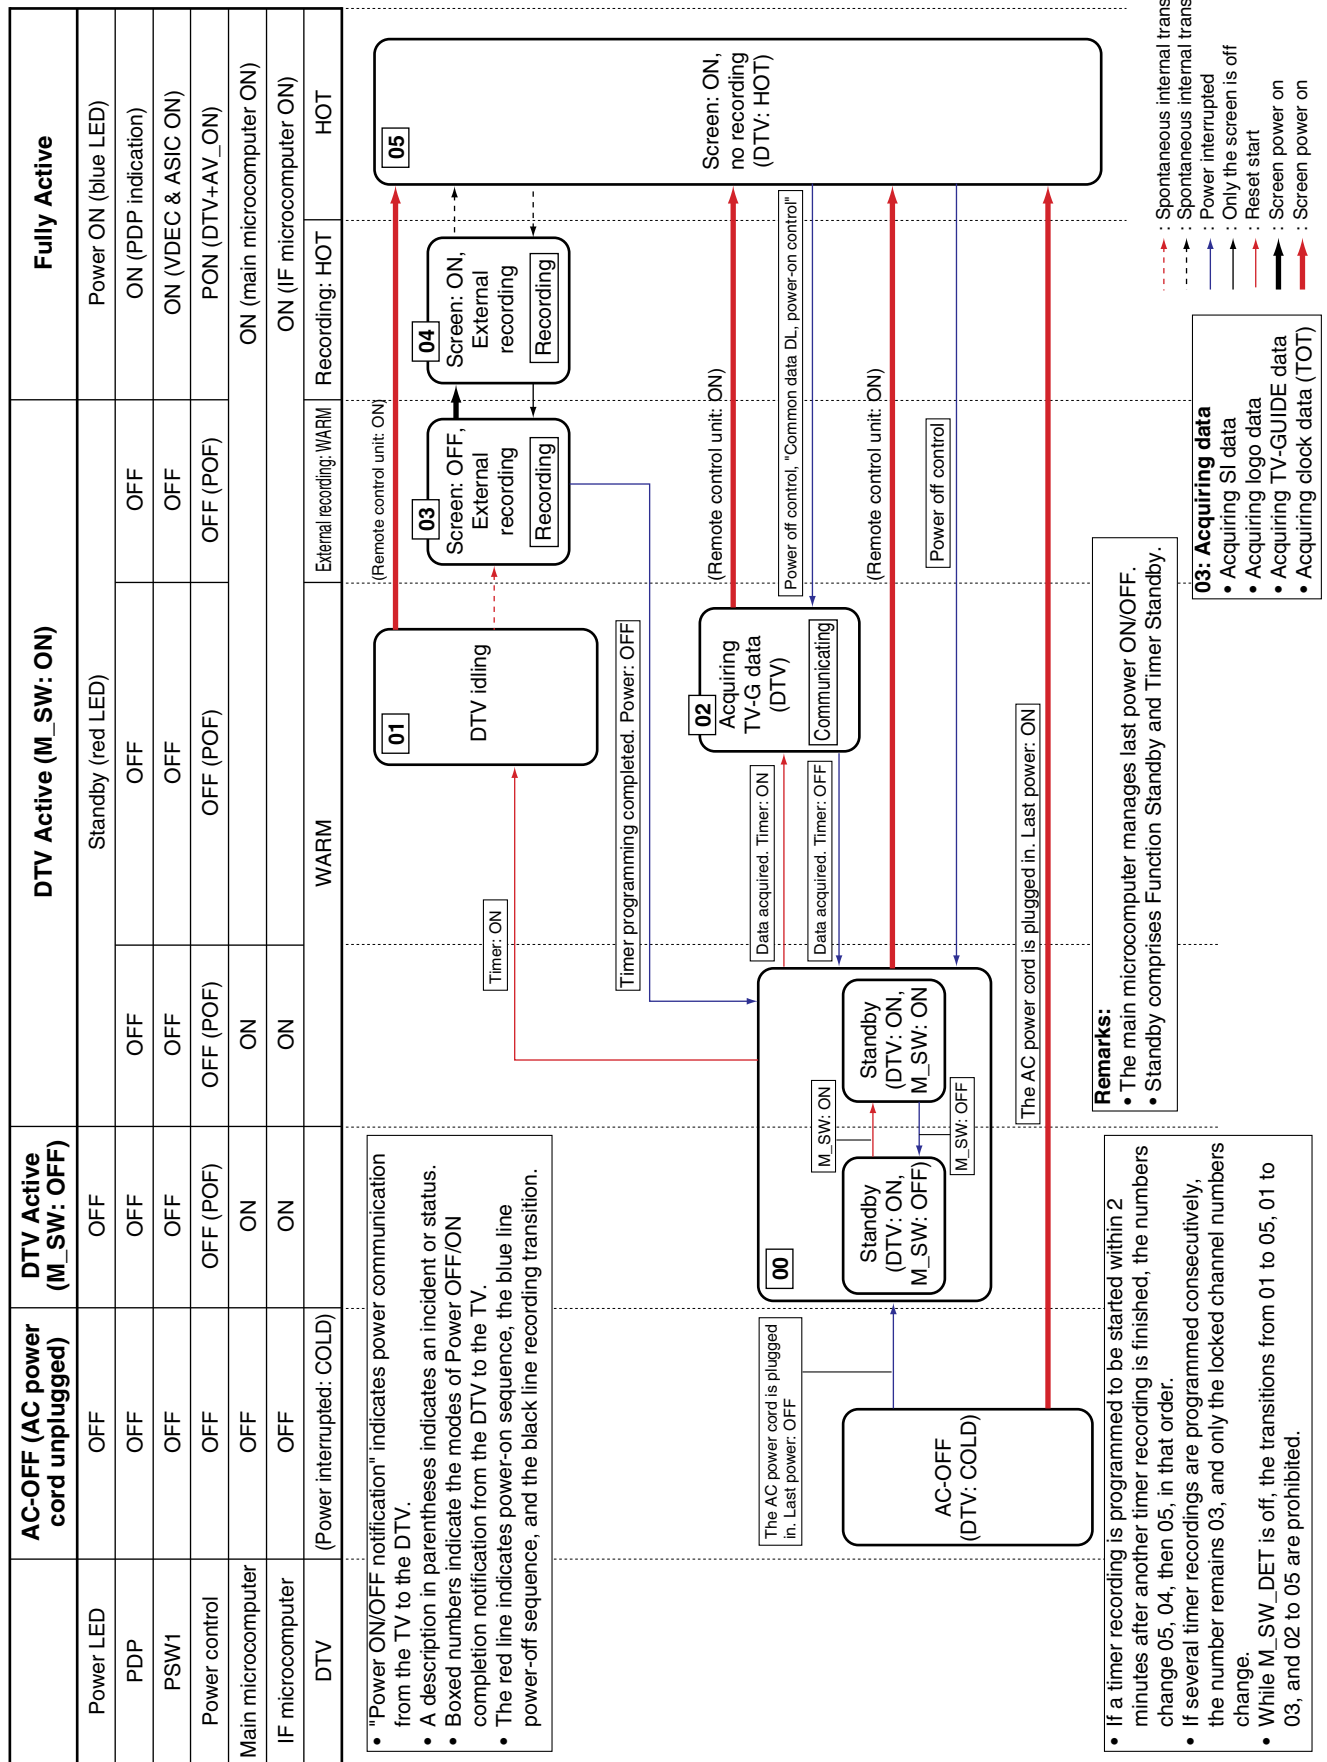 AC-OFF (AC power
cord unplugged)
DTV Active
(M_SW: OFF)
DTV Active (M_SW: ON)
Fully Active
Power LED
OFF
OFF
Standby (red LED)
Power ON (blue LED)
PDP
OFF
OFF
OFF
OFF
OFF
ON (PDP indication)
PSW1
OFF
OFF
OFF
OFF
OFF
ON (VDEC & ASIC ON)
Power control
OFF
OFF (POF)
OFF (POF)
OFF (POF)
OFF (POF)
PON (DTV+AV_ON)
Main microcomputer
OFF
ON
ON
ON (main microcomputer ON)
IF microcomputer
OFF
ON
ON
ON (IF microcomputer ON)
DTV
(Power interrupted: COLD)
WARM
External recording: WARM
Recording: HOT
HOT
• "Power ON/OFF notification" indicates power communication
from the TV to the DTV.
• A description in parentheses indicates an incident or status.
• Boxed numbers indicate the modes of Power OFF/ON
completion notification from the DTV to the TV.
• The red line indicates power-on sequence, the blue line
power-off sequence, and the black line recording transition.
01
DTV idling
(Remote control unit: ON)
03
Screen: OFF,
External
recording
Recording
04
Screen: ON,
External
recording
Recording
05
Screen: ON,
no recording
(DTV: HOT)
Timer: ON
Timer programming completed. Power: OFF
02
Acquiring
TV-G data
(DTV)
Communicating
(Remote control unit: ON)
Power off control, "Common data DL, power-on control"
Data acquired. Timer: ON
Data acquired. Timer: OFF
(Remote control unit: ON)
Power off control
00
Standby
(DTV: ON,
M_SW: OFF)
M_SW: ON
M_SW: OFF
Standby
(DTV: ON,
M_SW: ON
The AC power cord is plugged
in. Last power: OFF
AC-OFF
(DTV: COLD)
The AC power cord is plugged in. Last power: ON
• If a timer recording is programmed to be started within 2
minutes after another timer recording is finished, the numbers
change 05, 04, then 05, in that order.
• If several timer recordings are programmed consecutively,
the number remains 03, and only the locked channel numbers
change.
• While M_SW_DET is off, the transitions from 01 to 05, 01 to
03, and 02 to 05 are prohibited.
Remarks:
• The main microcomputer manages last power ON/OFF.
• Standby comprises Function Standby and Timer Standby.
03: Acquiring data
• Acquiring SI data
• Acquiring logo data
• Acquiring TV-GUIDE data
• Acquiring clock data (TOT)
: Spontaneous internal trans
: Spontaneous internal trans
: Power interrupted
: Only the screen is off
: Reset start
: Screen power on
: Screen power on